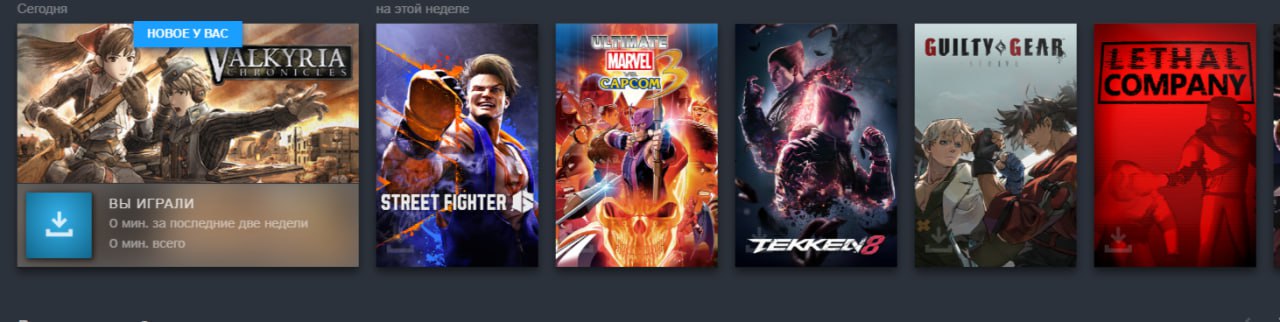 Сегодня
на этой неделе
НОВОЕ У ВАС
VALKYRIA
CHRONICLES
ВЫ ИГРАЛИ
0 мин. за последние две недели
0 мин. всего
STREET FIGHTER 6
ULTIMATE
MARVEL
VS.
CAPCOM 3
TEKKEN 8
GUILTY GEAR
STRIVE
LETHAL
COMPANY